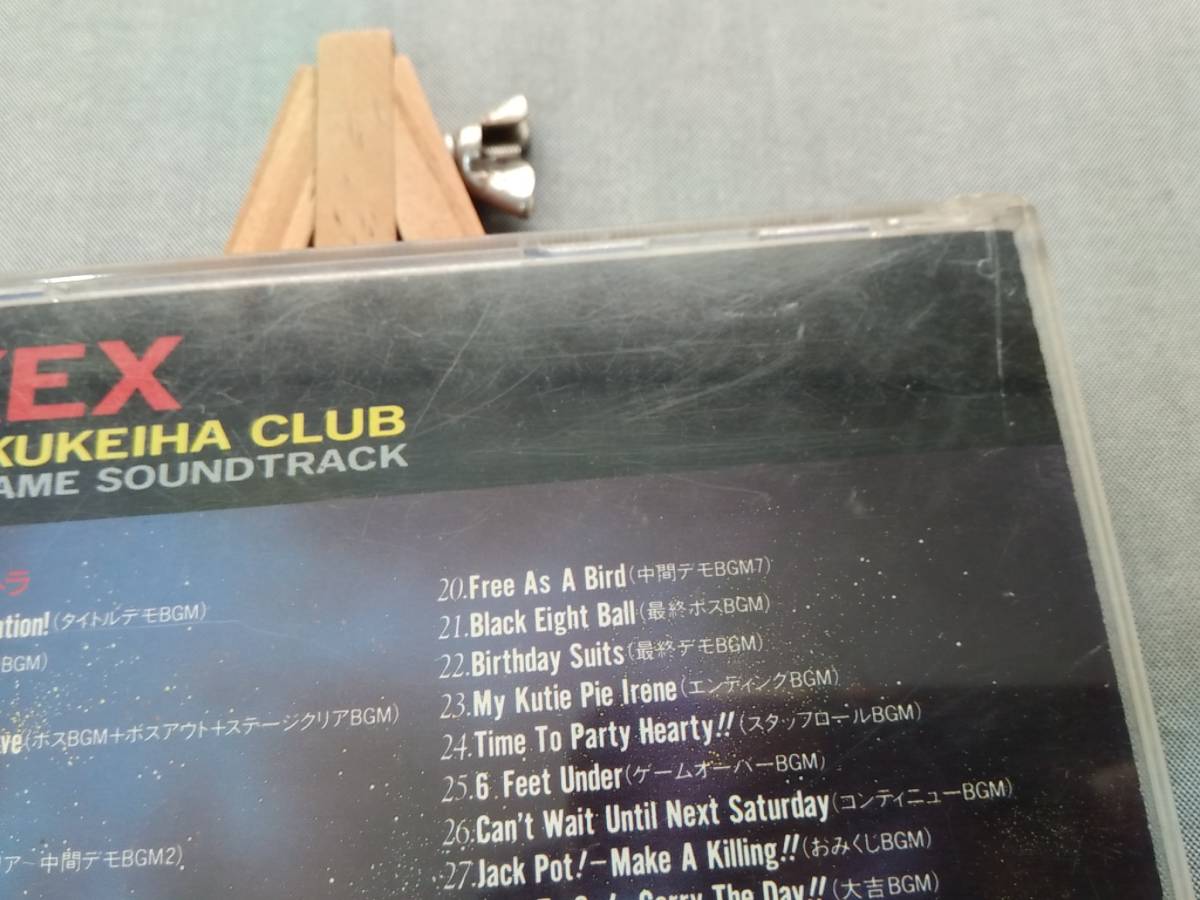 EX
KUKEIHA CLUB
AME SOUNDTRACK
トラ
ation!(タイトルデモBGM)
BGM)
ve(ボスBGM+ボスアウト+ステージクリアBGM)
リア〜中間デモBGM2)
20.Free As A Bird(中間デモBGM7)
21.Black Eight Ball(最終ボスBGM)
22.Birthday Suits(最終デモBGM)
23.My Kutie Pie Irene(エンディングBGM)
24.Time To Party Hearty!!(スタッフロールBGM)
25.6 Feet Under(ゲームオーバーBGM)
26.Can't Wait Until Next Saturday(コンティニューBGM)
27.Jack Pot!–Make A Killing!!(おみくじBGM)
Carry The Day!!(大吉BGM)